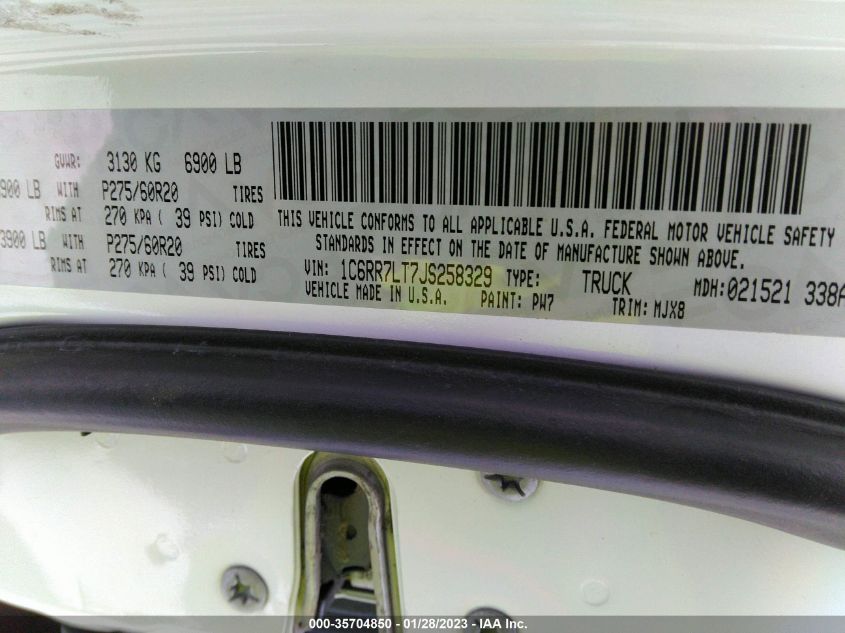 GVWR: 3130 KG 6900 LB
900 LB WITH P275/60R20 TIRES
RIMS AT 270 KPA ( 39 PSI) COLD
3900 LB WITH P275/60R20 TIRES
RIMS AT 270 KPA ( 39 PSI) COLD
THIS VEHICLE CONFORMS TO ALL APPLICABLE U.S.A. FEDERAL MOTOR VEHICLE SAFETY
STANDARDS IN EFFECT ON THE DATE OF MANUFACTURE SHOWN ABOVE.
VIN: 1C6RR7LT7JS258329 TYPE: TRUCK MDH:021521 338A
VEHICLE MADE IN U.S.A. PAINT: PW7 TRIM: MJX8
000-35704850 - 01/28/2023 - © IAA Inc.